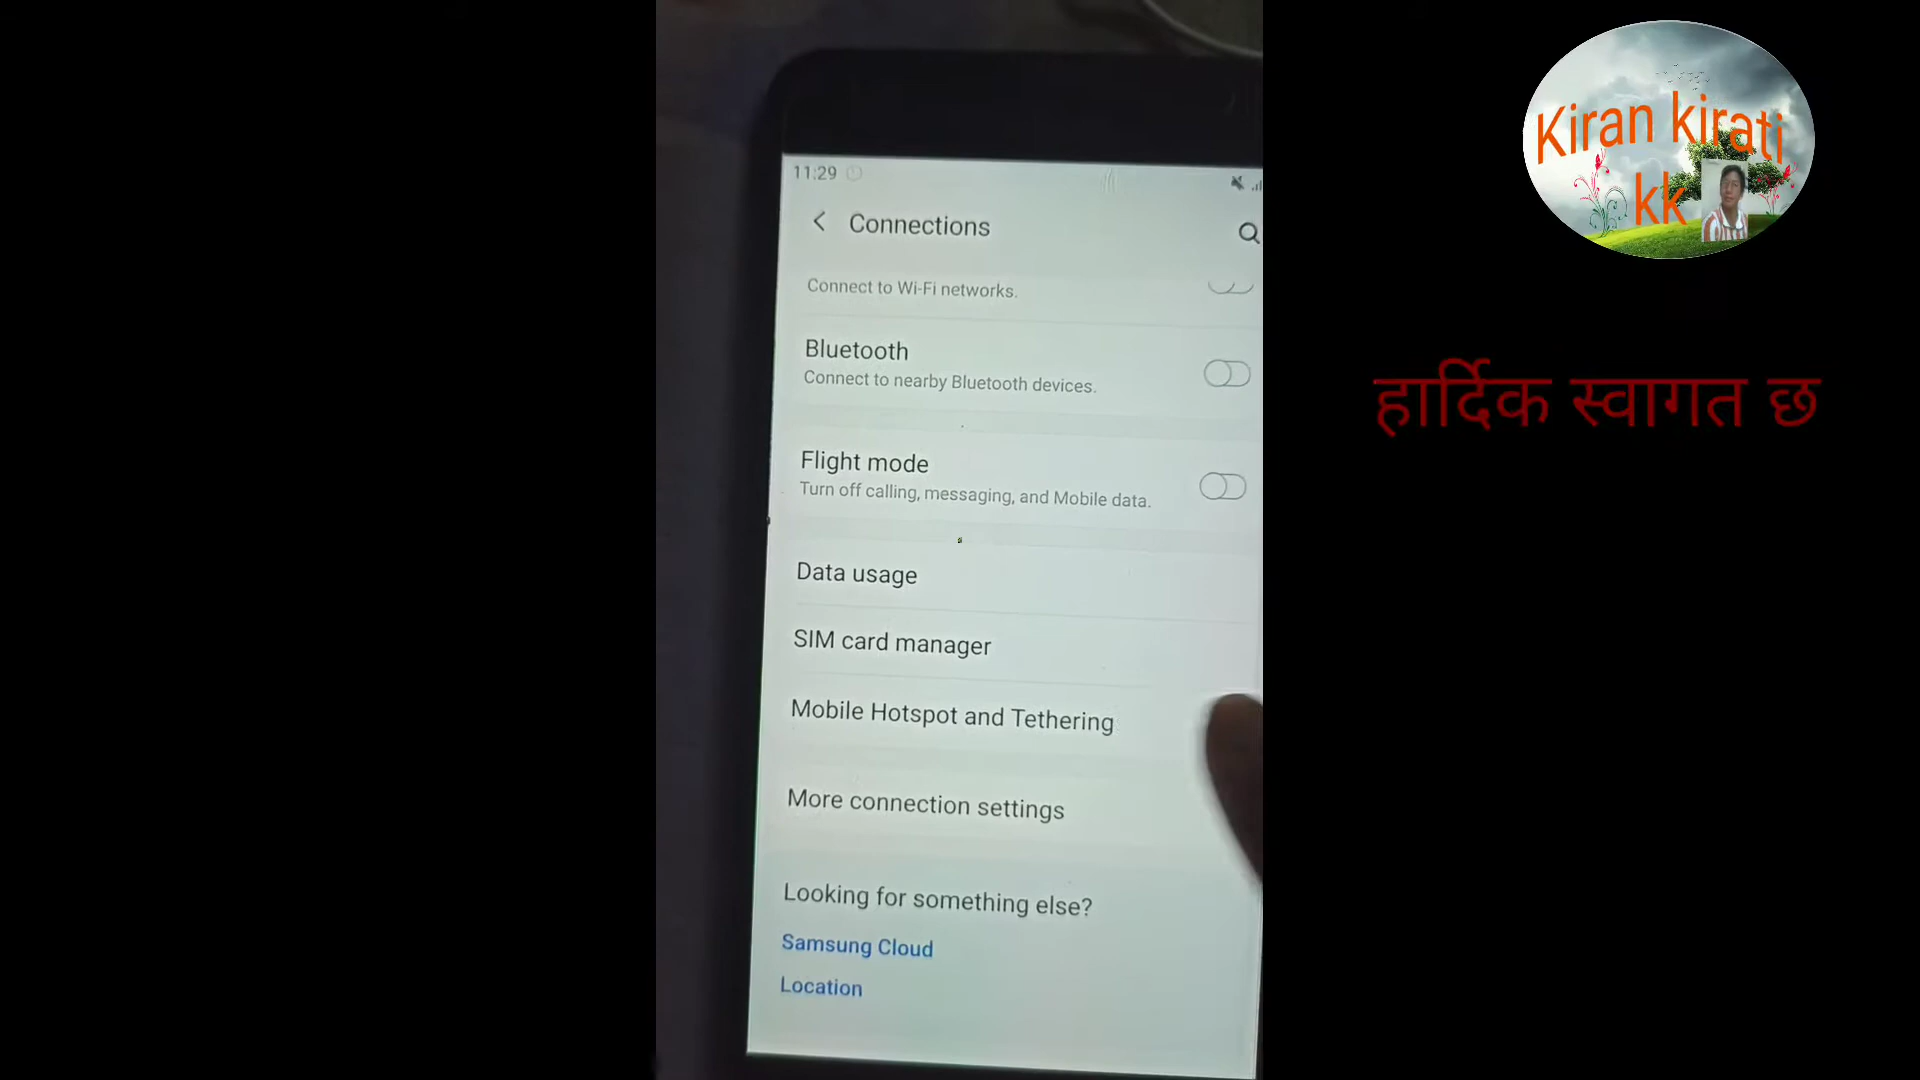 Kiran kirati
kk
हार्दिक स्वागत छ
11:29
Connections
Connect to Wi-Fi networks.
Bluetooth
Connect to nearby Bluetooth devices.
Flight mode
Turn off calling, messaging, and Mobile data.
Data usage
SIM card manager
Mobile Hotspot and Tethering
More connection settings
Looking for something else?
Samsung Cloud
Location